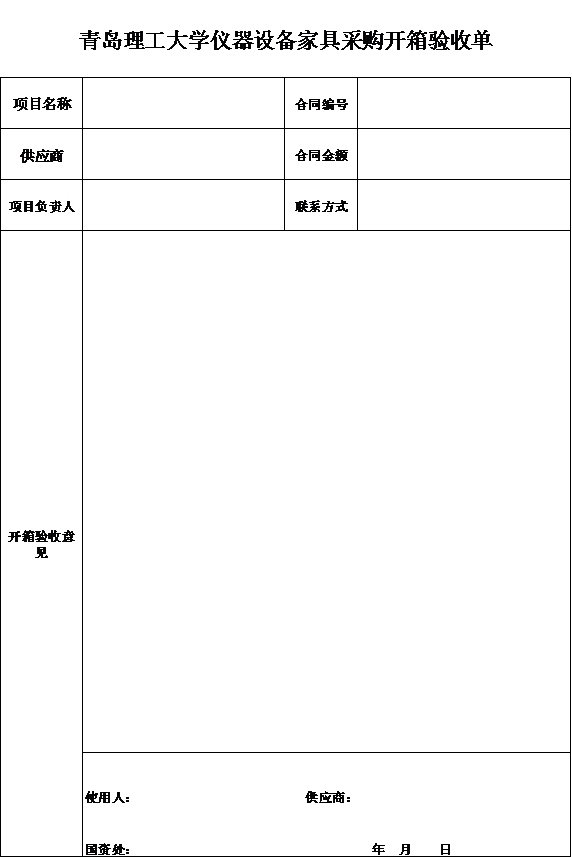 青岛理工大学仪器设备家具采购开箱验收单
项目名称 合同编号
供应商 合同金额
项目负责人 联系方式
开箱验收意
见
使用人： 供应商：
国资处： 年 月 日